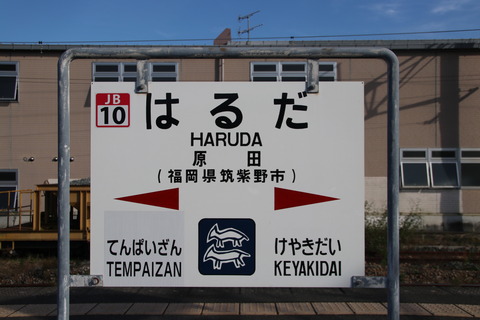 JB
10
はるだ
HARUDA
原田
(福岡県筑紫野市)
てんぱいざん
TEMPAIZAN
けやきだい
KEYAKIDAI